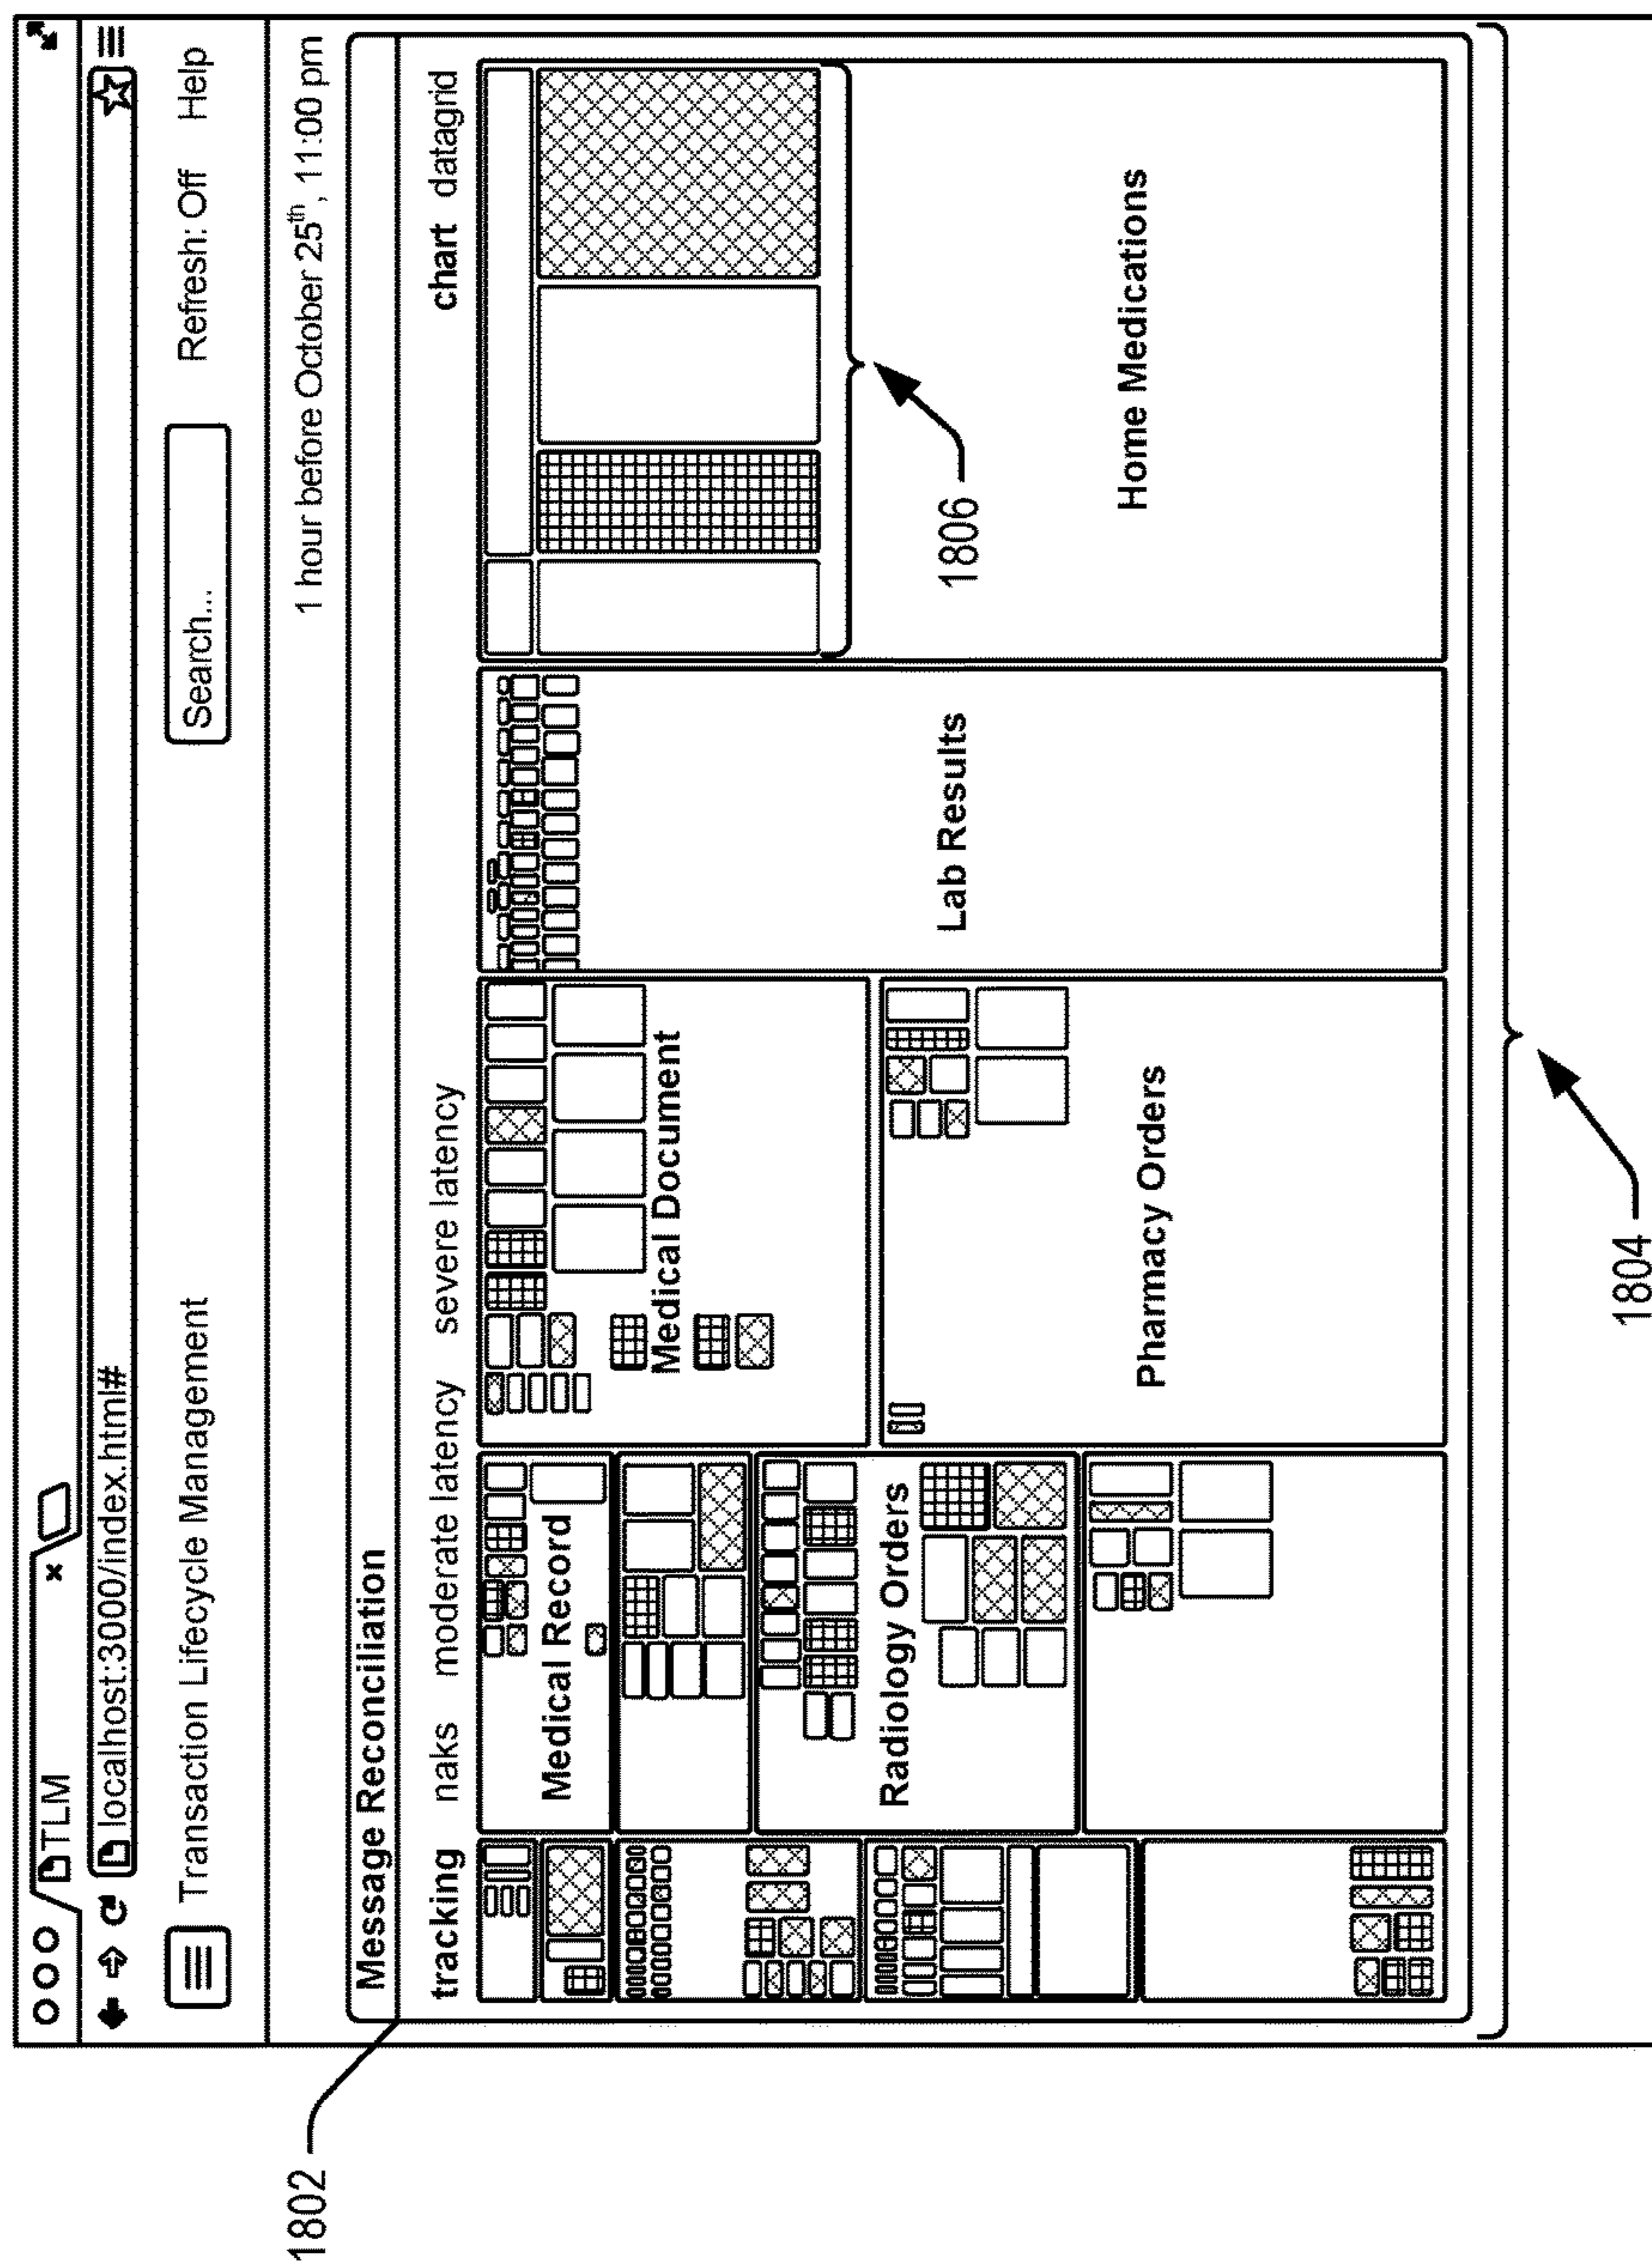 TLM ×
localhost:3000/index.html#
Transaction Lifecycle Management Search... Refresh: Off Help
1 hour before October 25th, 11:00 pm
1802
Message Reconciliation
tracking naks moderate latency severe latency chart datagrid
Medical Record
Medical Document
Radiology Orders
Lab Results
1806
Pharmacy Orders
Home Medications
1804